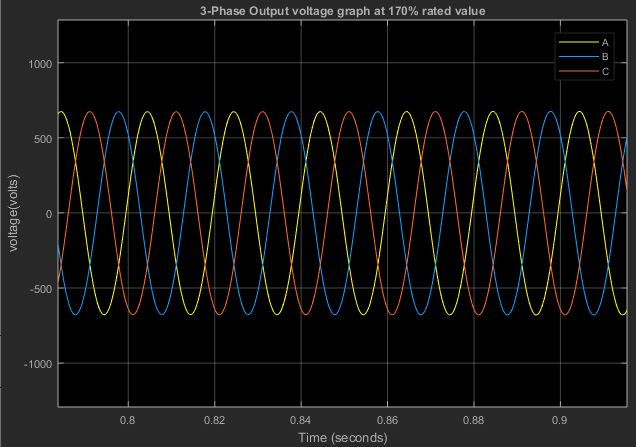 3-Phase Output voltage graph at 170% rated value
A
B
C
1000
500
0
-500
-1000
voltage(volts)
0.8
0.82
0.84
0.86
0.88
0.9
Time (seconds)